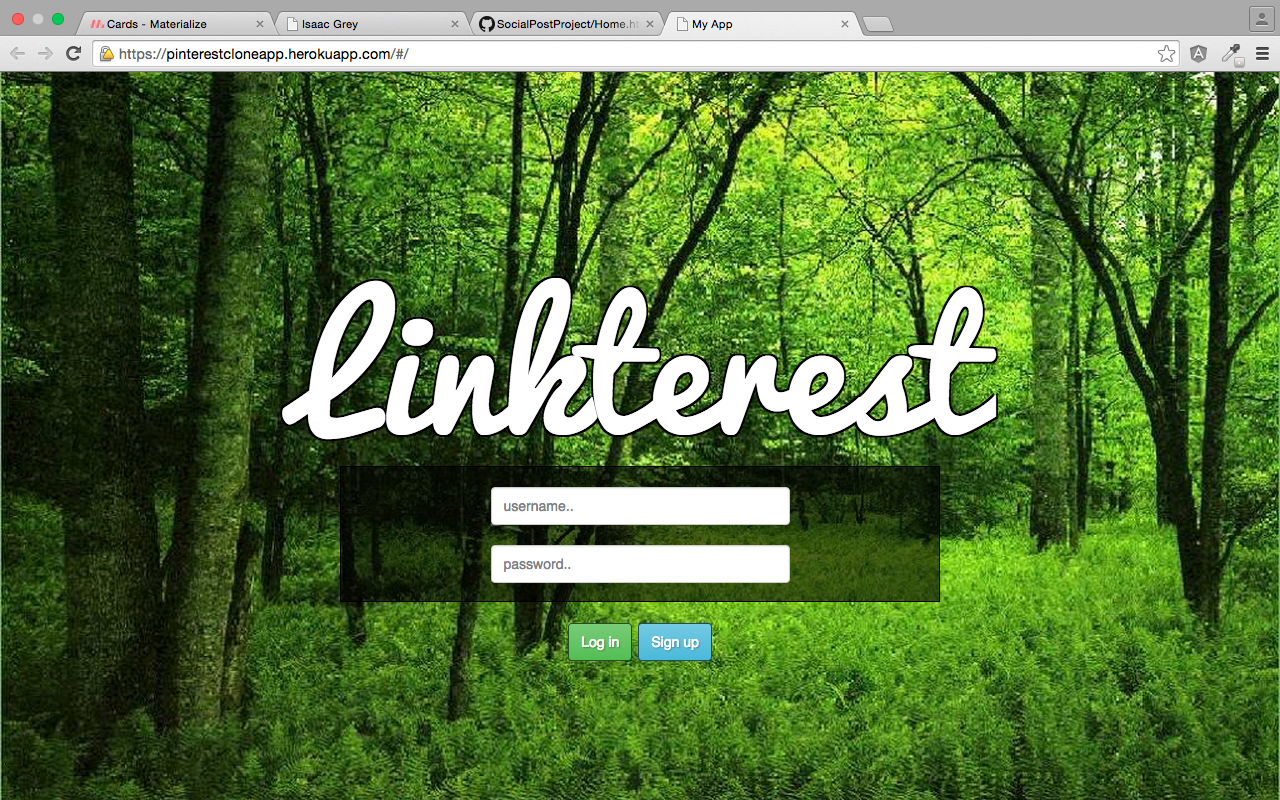 Cards - Materialize
Isaac Grey
SocialPostProject/Home.ht
My App
https://pinterestcloneapp.herokuapp.com/#/
Linkterest
username..
password..
Log in
Sign up